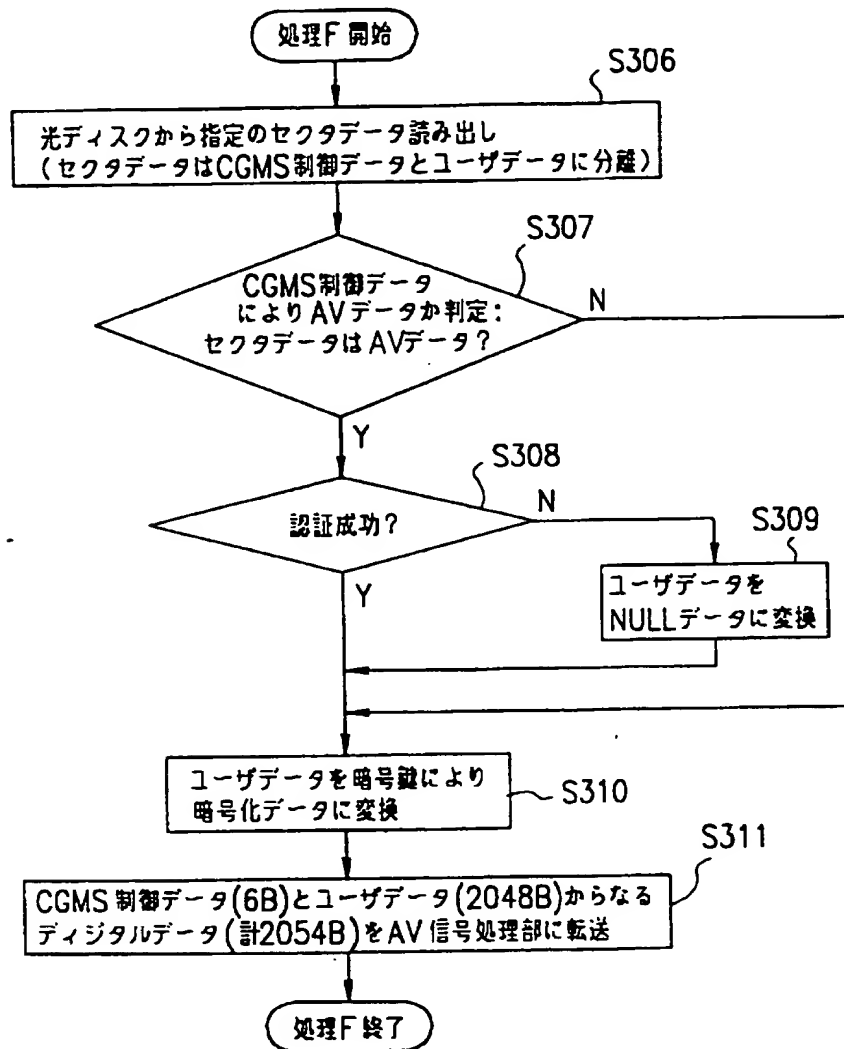 処理F 開始
S306
光ディスクから指定のセクタデータ読み出し
(セクタデータはCGMS制御データとユーザデータに分離)
S307
CGMS制御データ
によりAVデータか判定:
セクタデータはAVデータ?
N
Y
S308
認証成功?
N
S309
ユーザデータを
NULLデータに変換
Y
ユーザデータを暗号鍵により
暗号化データに変換
S310
S311
CGMS制御データ(6B)とユーザデータ(2048B)からなる
ディジタルデータ(計2054B)をAV信号処理部に転送
処理F 終了